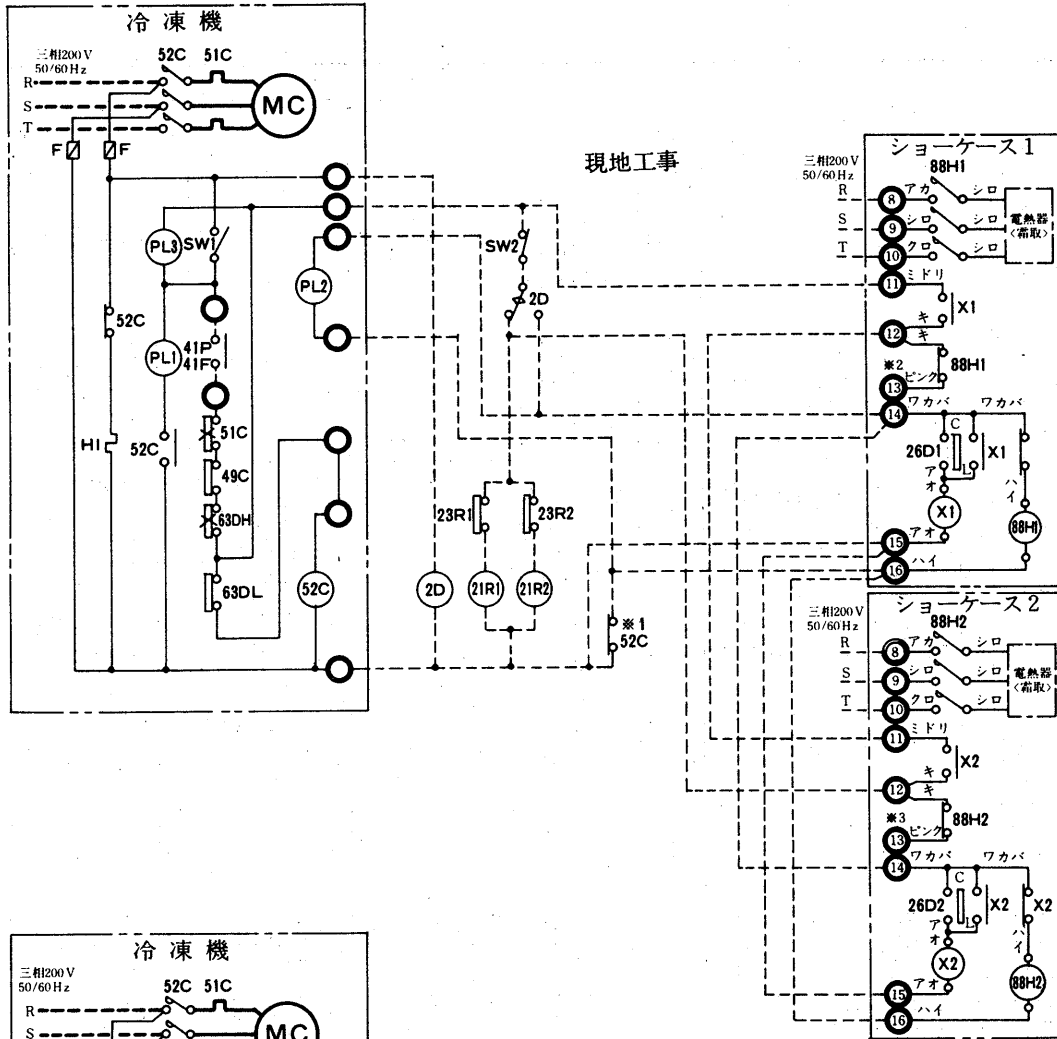 冷凍機
三相200V
50/60Hz
52C
51C
R
S
T
MC
F
F
現地工事
PL3
SW1
PL2
SW2
2D
52C
PL1
41P
41F
H1
52C
51C
49C
63DH
63DL
52C
2D
23R1
23R2
21R1
21R2
※1
52C
ショーケース1
三相200V
50/60Hz
88H1
R
8
アカ
シロ
S
9
シロ
シロ
T
10
クロ
シロ
電熱器
<霜取>
11
ミドリ
X1
キ
12
キ
88H1
※2
13
ピンク
14
ワカバ
ワカバ
C
26D1
L
X1
アオ
ハイ
X1
88H1
15
アオ
16
ハイ
ショーケース2
三相200V
50/60Hz
88H2
R
8
アカ
シロ
S
9
シロ
シロ
T
10
クロ
シロ
電熱器
<霜取>
11
ミドリ
X2
キ
12
キ
88H2
※3
13
ピンク
14
ワカバ
ワカバ
C
26D2
L
X2
X2
アオ
ハイ
X2
88H2
15
アオ
16
ハイ
冷凍機
三相200V
50/60Hz
52C
51C
R
S
MC